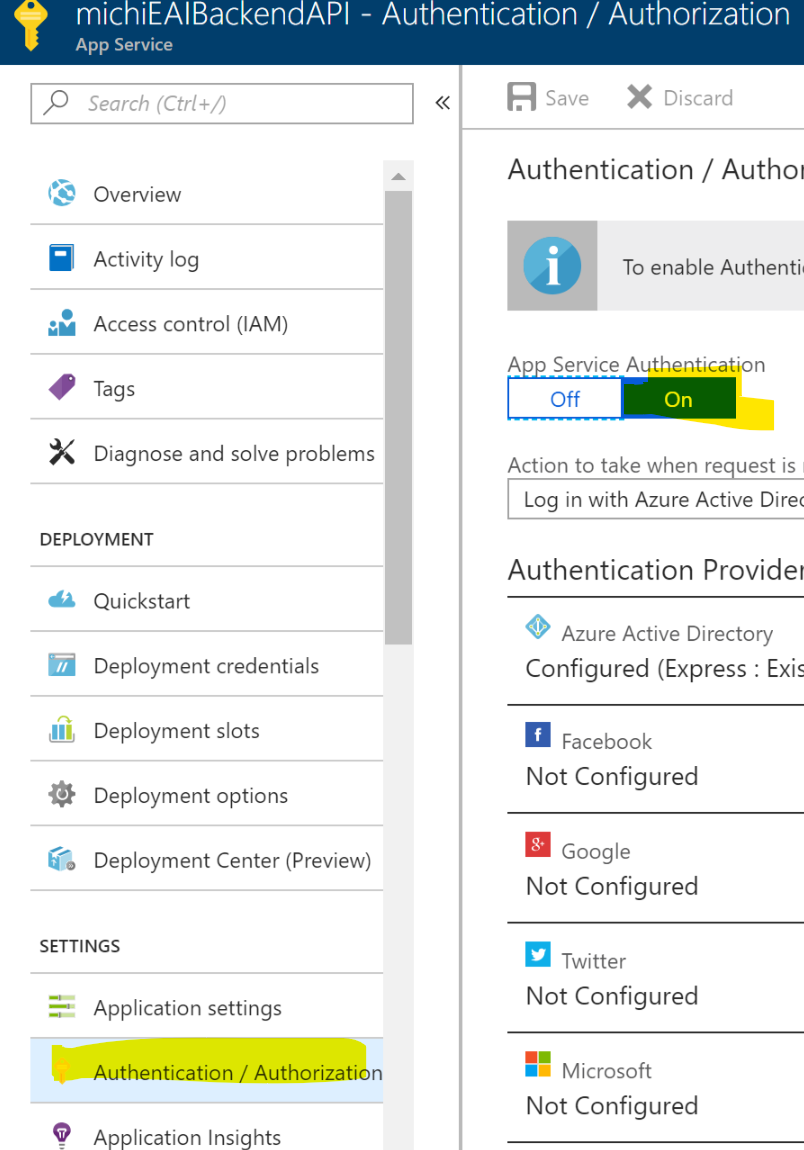 michiEAIBackendAPI - Authentication / Authorization
App Service
Search (Ctrl+/)
Overview
Activity log
Access control (IAM)
Tags
Diagnose and solve problems
DEPLOYMENT
Quickstart
Deployment credentials
Deployment slots
Deployment options
Deployment Center (Preview)
SETTINGS
Application settings
Authentication / Authorization
Application Insights
Save Discard
Authentication / Author
To enable Authenti
App Service Authentication
Off On
Action to take when request is
Log in with Azure Active Direc
Authentication Provider
Azure Active Directory
Configured (Express : Exis
Facebook
Not Configured
Google
Not Configured
Twitter
Not Configured
Microsoft
Not Configured